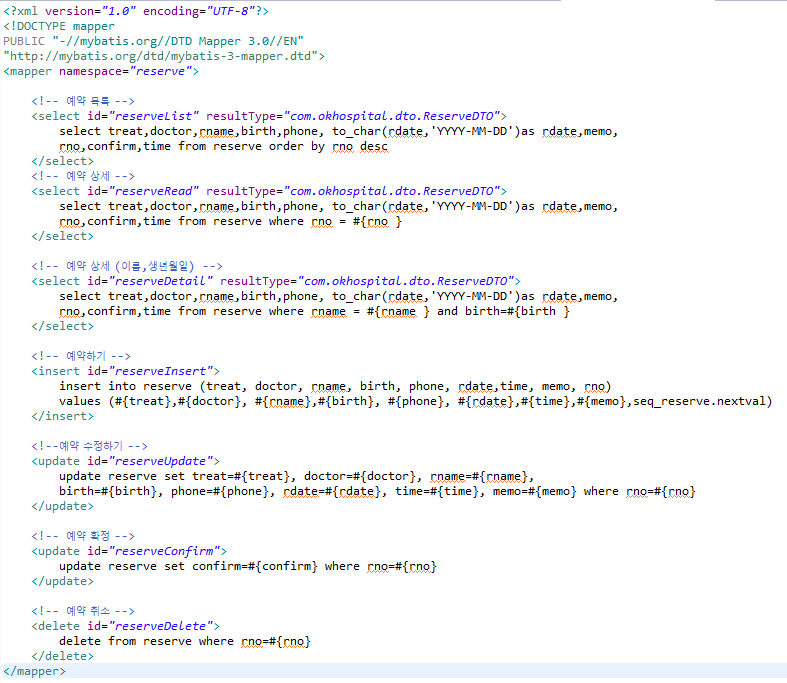 <?xml version="1.0" encoding="UTF-8"?>
<!DOCTYPE mapper
PUBLIC "-//mybatis.org//DTD Mapper 3.0//EN"
"http://mybatis.org/dtd/mybatis-3-mapper.dtd">
<mapper namespace="reserve">
<!-- 예약 목록 -->
<select id="reserveList" resultType="com.okhospital.dto.ReserveDTO">
select treat,doctor,rname,birth,phone, to_char(rdate,'YYYY-MM-DD')as rdate,memo,
rno,confirm,time from reserve order by rno desc
</select>
<!-- 예약 상세 -->
<select id="reserveRead" resultType="com.okhospital.dto.ReserveDTO">
select treat,doctor,rname,birth,phone, to_char(rdate,'YYYY-MM-DD')as rdate,memo,
rno,confirm,time from reserve where rno = #{rno }
</select>
<!-- 예약 상세 (이름,생년월일) -->
<select id="reserveDetail" resultType="com.okhospital.dto.ReserveDTO">
select treat,doctor,rname,birth,phone, to_char(rdate,'YYYY-MM-DD')as rdate,memo,
rno,confirm,time from reserve where rname = #{rname } and birth=#{birth }
</select>
<!-- 예약하기 -->
<insert id="reserveInsert">
insert into reserve (treat, doctor, rname, birth, phone, rdate,time, memo, rno)
values (#{treat},#{doctor}, #{rname},#{birth}, #{phone}, #{rdate},#{time},#{memo},seq_reserve.nextval)
</insert>
<!--예약 수정하기 -->
<update id="reserveUpdate">
update reserve set treat=#{treat}, doctor=#{doctor}, rname=#{rname},
birth=#{birth}, phone=#{phone}, rdate=#{rdate}, time=#{time}, memo=#{memo} where rno=#{rno}
</update>
<!-- 예약 확정 -->
<update id="reserveConfirm">
update reserve set confirm=#{confirm} where rno=#{rno}
</update>
<!-- 예약 취소 -->
<delete id="reserveDelete">
delete from reserve where rno=#{rno}
</delete>
</mapper>